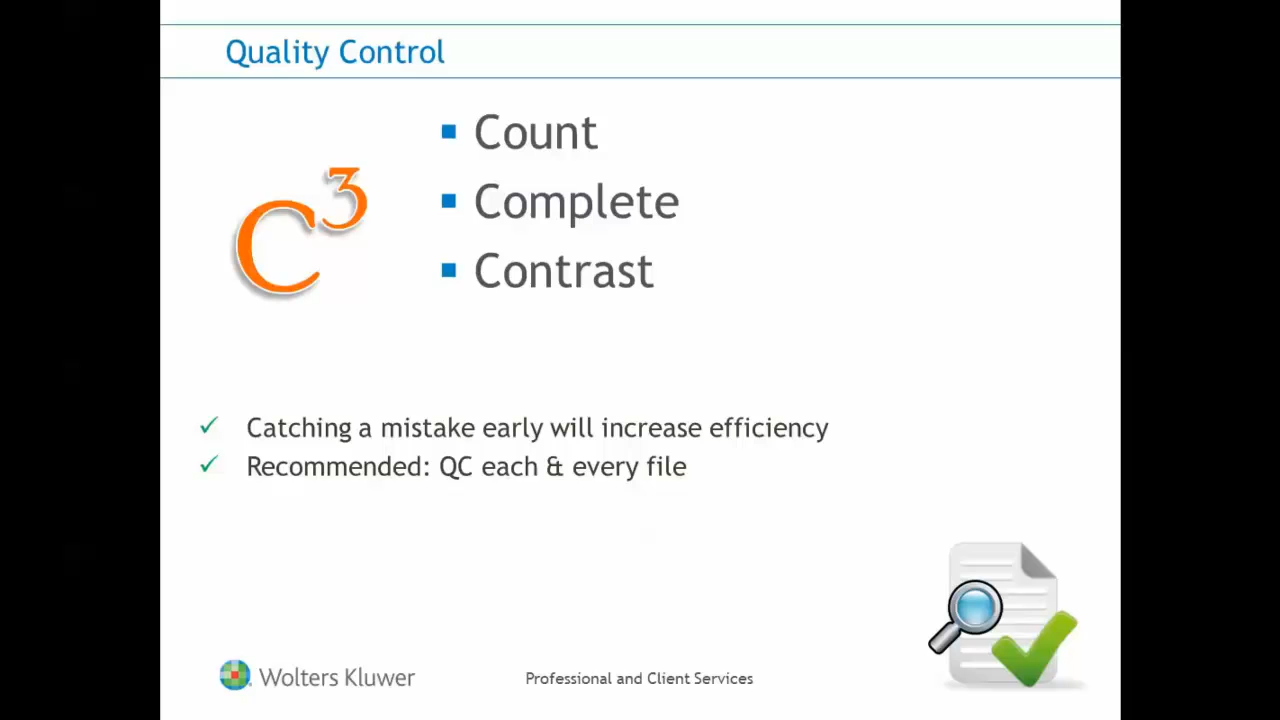 Quality Control
C³
Count
Complete
Contrast
Catching a mistake early will increase efficiency
Recommended: QC each & every file
Wolters Kluwer
Professional and Client Services